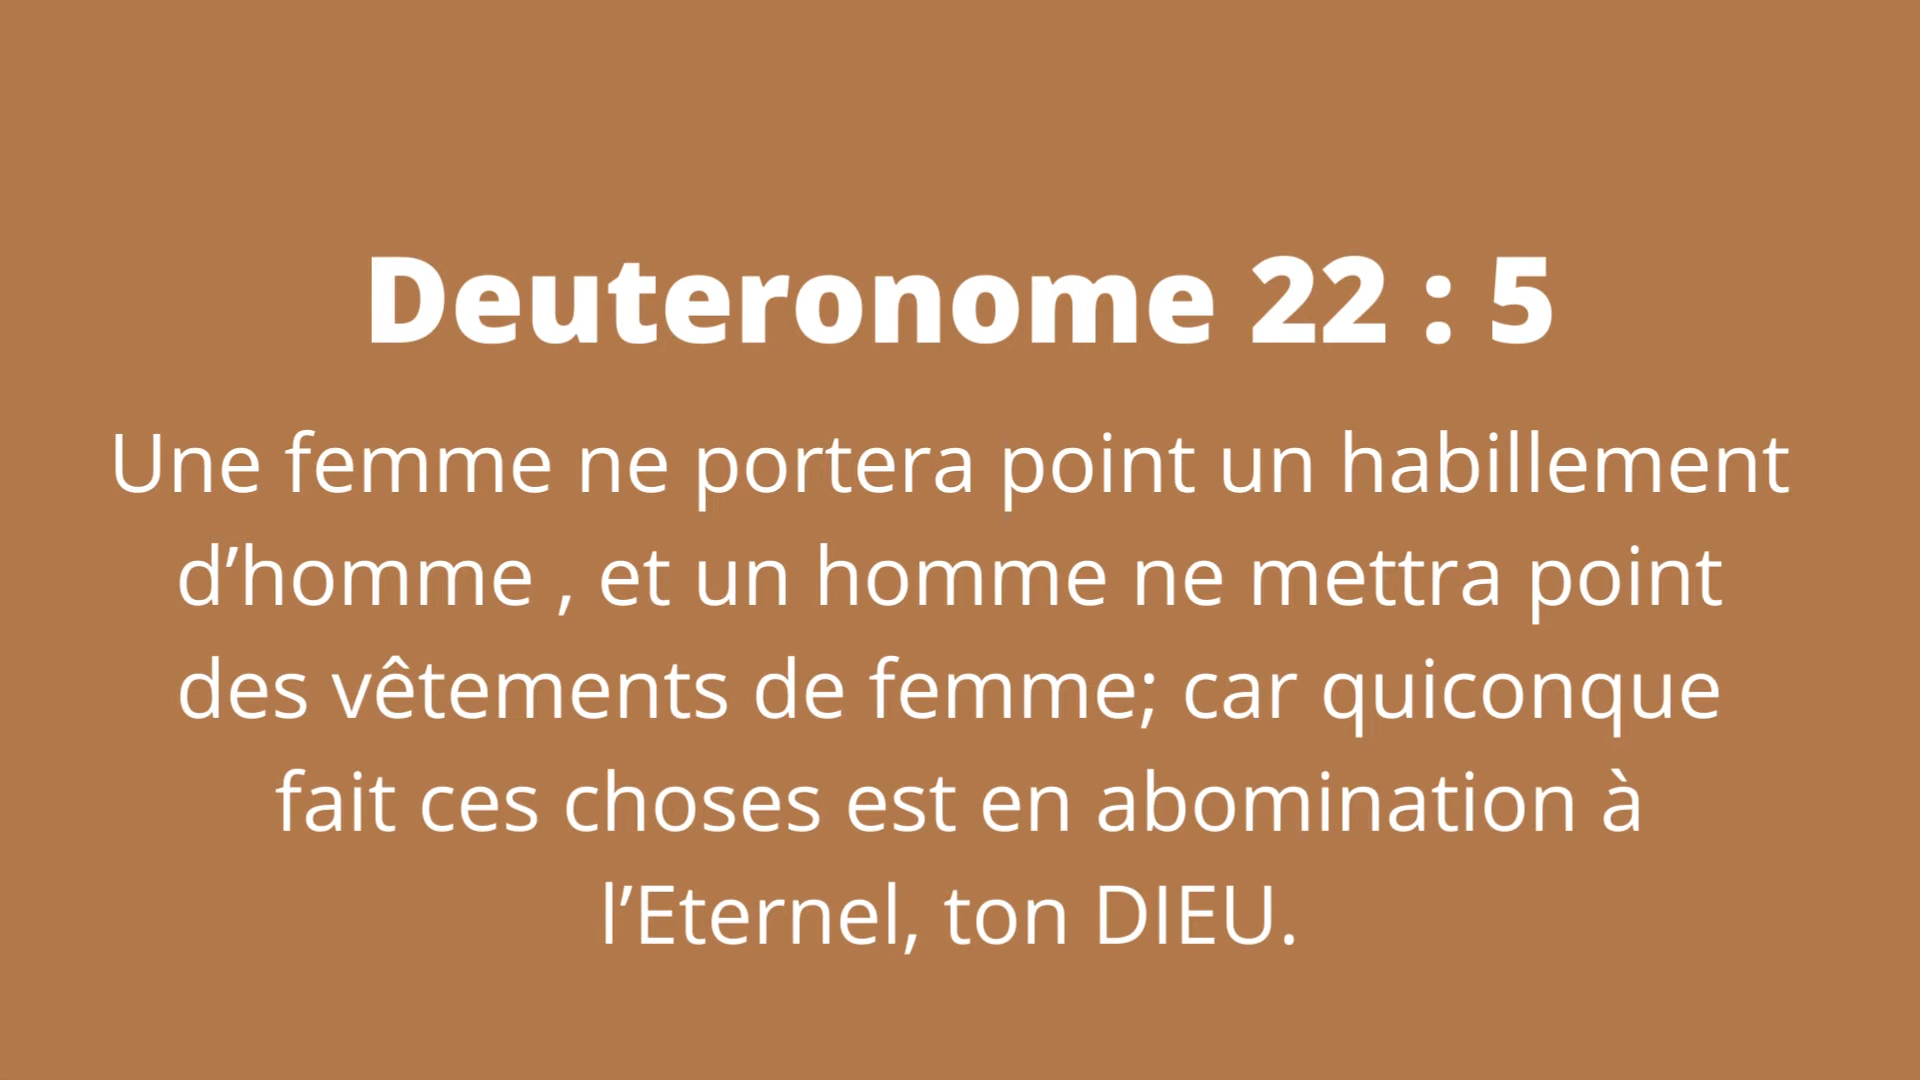 Deuteronome 22 : 5
Une femme ne portera point un habillement
d’homme , et un homme ne mettra point
des vêtements de femme; car quiconque
fait ces choses est en abomination à
l’Eternel, ton DIEU.